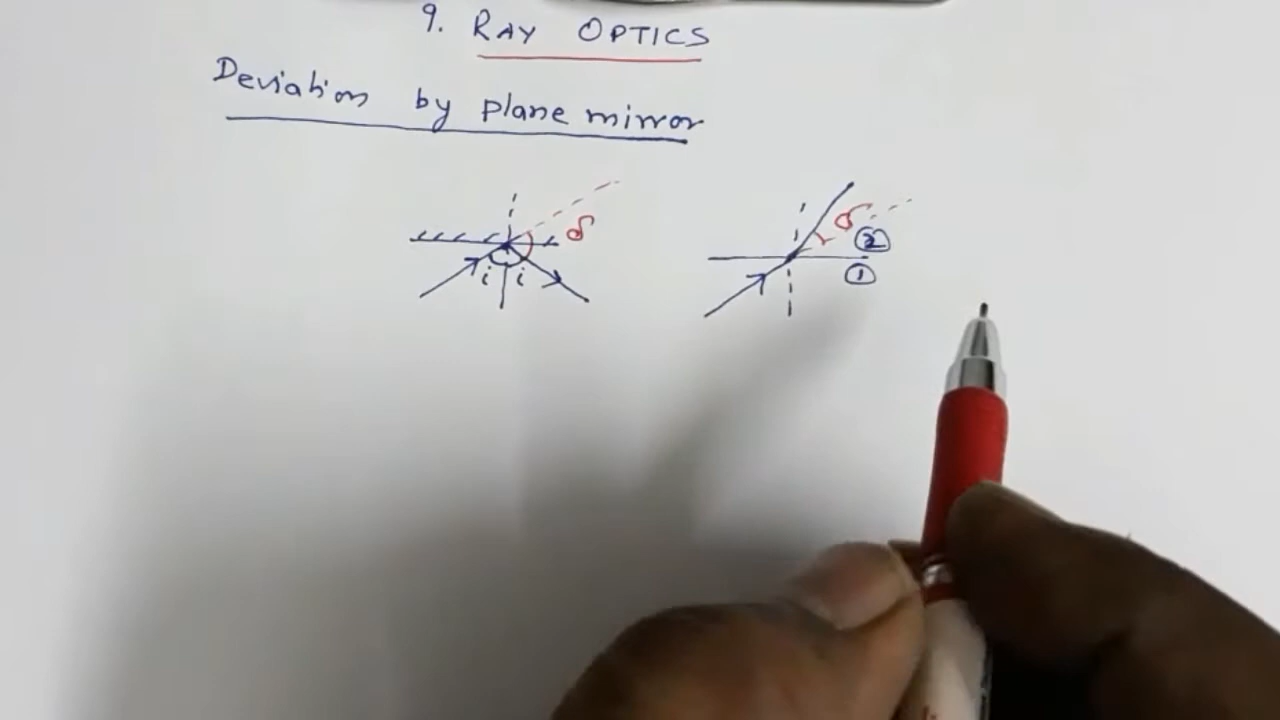 9. RAY OPTICS
Deviation by plane mirror
δ
δ
i i
②
①